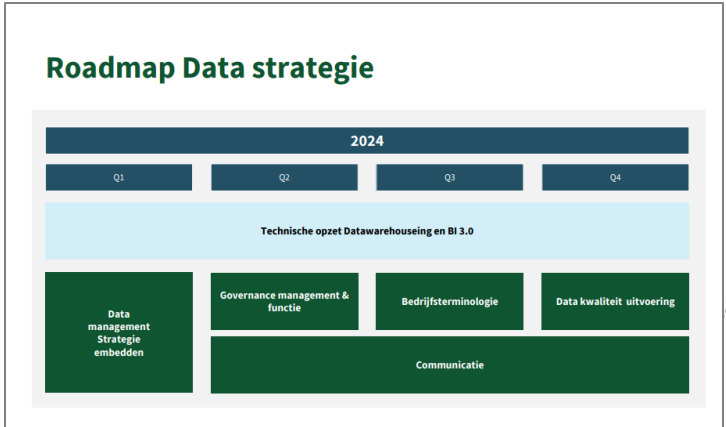 Roadmap Data strategie
2024
Q1
Q2
Q3
Q4
Technische opzet Datawarehouseing en BI 3.0
Data
management
Strategie
embedden
Governance management &
functie
Bedrijfsterminologie
Data kwaliteit uitvoering
Communicatie